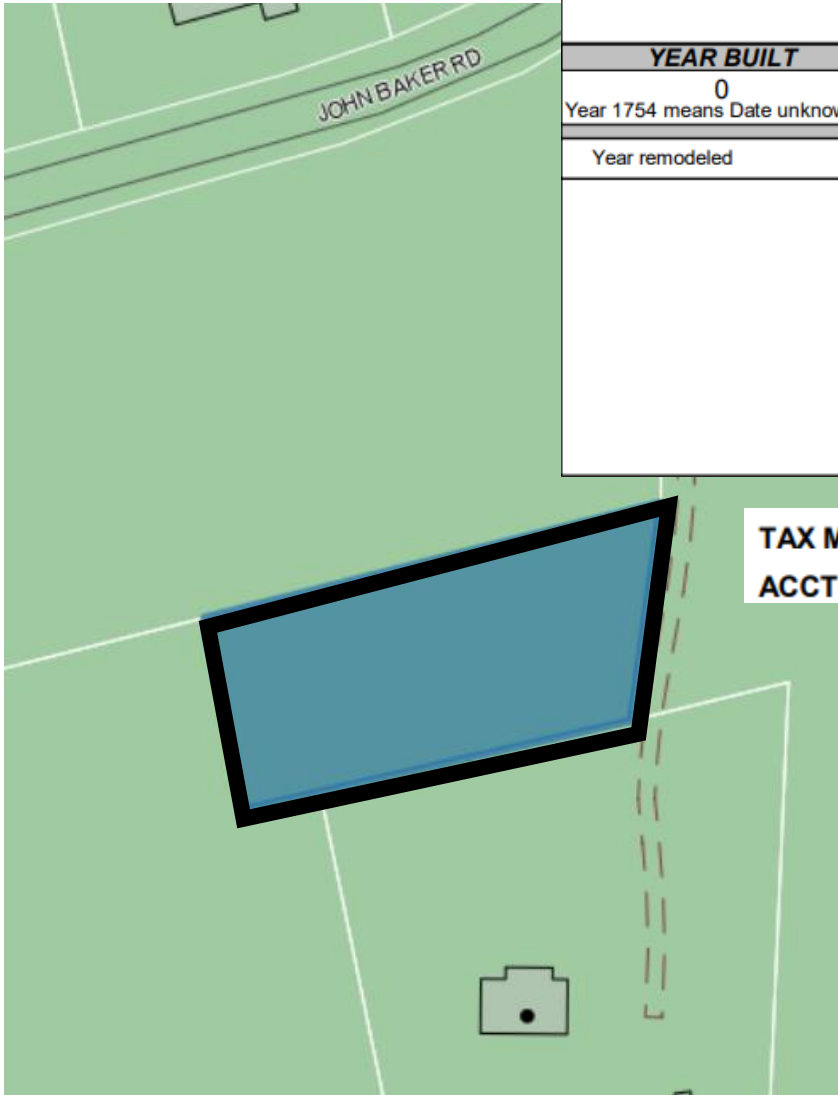 JOHN BAKER RD
YEAR BUILT
0
Year 1754 means Date unknow
Year remodeled
TAX M
ACCT